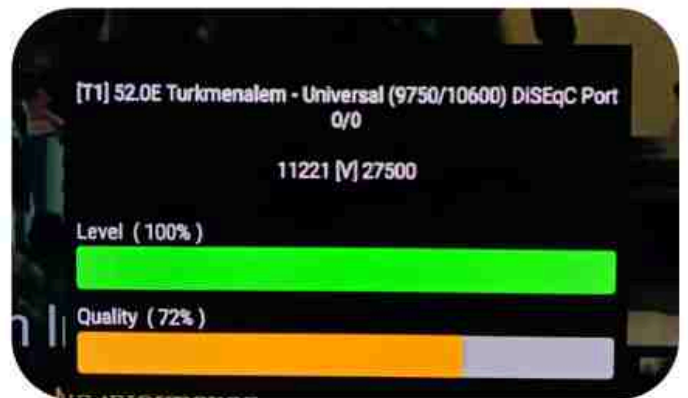 [T1] 52.0E Turkmenalem - Universal (9750/10600) DiSEqC Port
0/0
11221 [V] 27500
Level ( 100% )
Quality ( 72% )